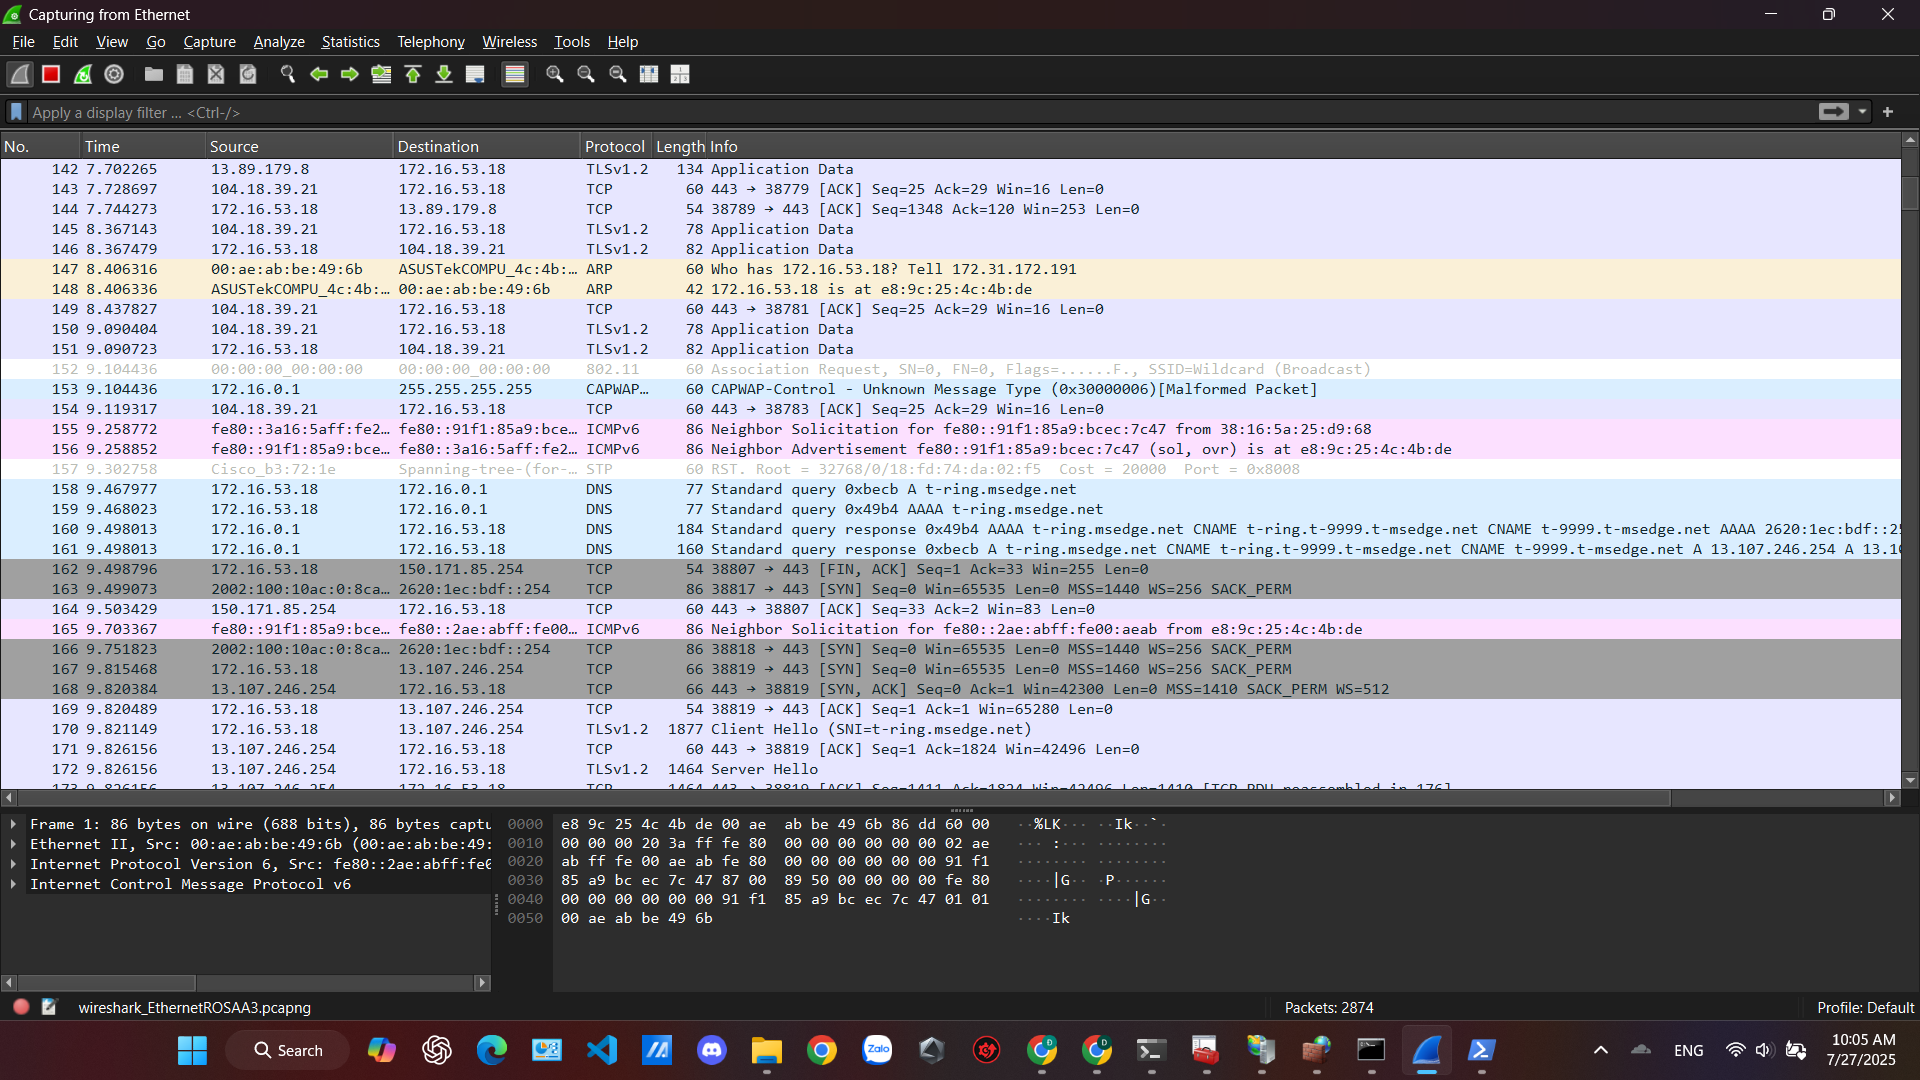 Capturing from Ethernet
File Edit View Go Capture Analyze Statistics Telephony Wireless Tools Help
Apply a display filter ... <Ctrl-/>
No. Time Source Destination Protocol Length Info
142 7.702265 13.89.179.8 172.16.53.18 TLSv1.2 134 Application Data
143 7.728697 104.18.39.21 172.16.53.18 TCP 60 443 → 38779 [ACK] Seq=25 Ack=29 Win=16 Len=0
144 7.744273 172.16.53.18 13.89.179.8 TCP 54 38789 → 443 [ACK] Seq=1348 Ack=120 Win=253 Len=0
145 8.367143 104.18.39.21 172.16.53.18 TLSv1.2 78 Application Data
146 8.367479 172.16.53.18 104.18.39.21 TLSv1.2 82 Application Data
147 8.406316 00:ae:ab:be:49:6b ASUSTekCOMPU_4c:4b:… ARP 60 Who has 172.16.53.18? Tell 172.31.172.191
148 8.406336 ASUSTekCOMPU_4c:4b:… 00:ae:ab:be:49:6b ARP 42 172.16.53.18 is at e8:9c:25:4c:4b:de
149 8.437827 104.18.39.21 172.16.53.18 TCP 60 443 → 38781 [ACK] Seq=25 Ack=29 Win=16 Len=0
150 9.090404 104.18.39.21 172.16.53.18 TLSv1.2 78 Application Data
151 9.090723 172.16.53.18 104.18.39.21 TLSv1.2 82 Application Data
152 9.104436 00:00:00_00:00:00 00:00:00_00:00:00 802.11 60 Association Request, SN=0, FN=0, Flags=......F., SSID=Wildcard (Broadcast)
153 9.104436 172.16.0.1 255.255.255.255 CAPWAP… 60 CAPWAP-Control - Unknown Message Type (0x30000006)[Malformed Packet]
154 9.119317 104.18.39.21 172.16.53.18 TCP 60 443 → 38783 [ACK] Seq=25 Ack=29 Win=16 Len=0
155 9.258772 fe80::3a16:5aff:fe2… fe80::91f1:85a9:bce… ICMPv6 86 Neighbor Solicitation for fe80::91f1:85a9:bcec:7c47 from 38:16:5a:25:d9:68
156 9.258852 fe80::91f1:85a9:bce… fe80::3a16:5aff:fe2… ICMPv6 86 Neighbor Advertisement fe80::91f1:85a9:bcec:7c47 (sol, ovr) is at e8:9c:25:4c:4b:de
157 9.302758 Cisco_b3:72:1e Spanning-tree-(for-… STP 60 RST. Root = 32768/0/18:fd:74:da:02:f5 Cost = 20000 Port = 0x8008
158 9.467977 172.16.53.18 172.16.0.1 DNS 77 Standard query 0xbecb A t-ring.msedge.net
159 9.468023 172.16.53.18 172.16.0.1 DNS 77 Standard query 0x49b4 AAAA t-ring.msedge.net
160 9.498013 172.16.0.1 172.16.53.18 DNS 184 Standard query response 0x49b4 AAAA t-ring.msedge.net CNAME t-ring.t-9999.t-msedge.net CNAME t-9999.t-msedge.net AAAA 2620:1ec:bdf::25
161 9.498013 172.16.0.1 172.16.53.18 DNS 160 Standard query response 0xbecb A t-ring.msedge.net CNAME t-ring.t-9999.t-msedge.net CNAME t-9999.t-msedge.net A 13.107.246.254 A 13.10
162 9.498796 172.16.53.18 150.171.85.254 TCP 54 38807 → 443 [FIN, ACK] Seq=1 Ack=33 Win=255 Len=0
163 9.499073 2002:100:10ac:0:8ca… 2620:1ec:bdf::254 TCP 86 38817 → 443 [SYN] Seq=0 Win=65535 Len=0 MSS=1440 WS=256 SACK_PERM
164 9.503429 150.171.85.254 172.16.53.18 TCP 60 443 → 38807 [ACK] Seq=33 Ack=2 Win=83 Len=0
165 9.703367 fe80::91f1:85a9:bce… fe80::2ae:abff:fe00… ICMPv6 86 Neighbor Solicitation for fe80::2ae:abff:fe00:aeab from e8:9c:25:4c:4b:de
166 9.751823 2002:100:10ac:0:8ca… 2620:1ec:bdf::254 TCP 86 38818 → 443 [SYN] Seq=0 Win=65535 Len=0 MSS=1440 WS=256 SACK_PERM
167 9.815468 172.16.53.18 13.107.246.254 TCP 66 38819 → 443 [SYN] Seq=0 Win=65535 Len=0 MSS=1460 WS=256 SACK_PERM
168 9.820384 13.107.246.254 172.16.53.18 TCP 66 443 → 38819 [SYN, ACK] Seq=0 Ack=1 Win=42300 Len=0 MSS=1410 SACK_PERM WS=512
169 9.820489 172.16.53.18 13.107.246.254 TCP 54 38819 → 443 [ACK] Seq=1 Ack=1 Win=65280 Len=0
170 9.821149 172.16.53.18 13.107.246.254 TLSv1.2 1877 Client Hello (SNI=t-ring.msedge.net)
171 9.826156 13.107.246.254 172.16.53.18 TCP 60 443 → 38819 [ACK] Seq=1 Ack=1824 Win=42496 Len=0
172 9.826156 13.107.246.254 172.16.53.18 TLSv1.2 1464 Server Hello
173 9.826156 13.107.246.254 172.16.53.18 TCP 1464 443 → 38819 [ACK] Seq=1411 Ack=1824 Win=42496 Len=1410 [TCP PDU reassembled in 176]
Frame 1: 86 bytes on wire (688 bits), 86 bytes captu
Ethernet II, Src: 00:ae:ab:be:49:6b (00:ae:ab:be:49:
Internet Protocol Version 6, Src: fe80::2ae:abff:fe0
Internet Control Message Protocol v6
0000 e8 9c 25 4c 4b de 00 ae ab be 49 6b 86 dd 60 00 ··%LK··· ··Ik··`·
0010 00 00 00 20 3a ff fe 80 00 00 00 00 00 00 02 ae ··· :··· ········
0020 ab ff fe 00 ae ab fe 80 00 00 00 00 00 00 91 f1 ········ ········
0030 85 a9 bc ec 7c 47 87 00 89 50 00 00 00 00 fe 80 ····|G·· ·P······
0040 00 00 00 00 00 00 91 f1 85 a9 bc ec 7c 47 01 01 ········ ····|G··
0050 00 ae ab be 49 6b ····Ik
wireshark_EthernetROSAA3.pcapng
Packets: 2874
Profile: Default
Search
Zalo
ENG
10:05 AM
7/27/2025